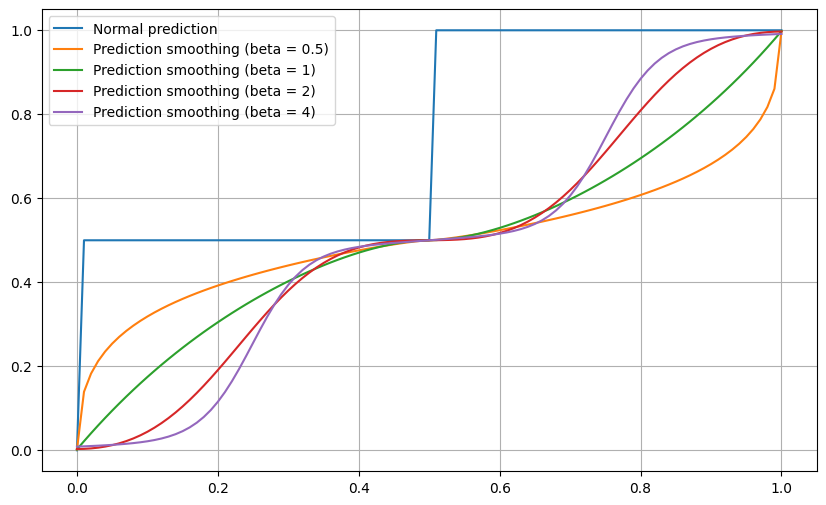 Normal prediction
Prediction smoothing (beta = 0.5)
Prediction smoothing (beta = 1)
Prediction smoothing (beta = 2)
Prediction smoothing (beta = 4)
1.0
0.8
0.6
0.4
0.2
0.0
0.0 0.2 0.4 0.6 0.8 1.0